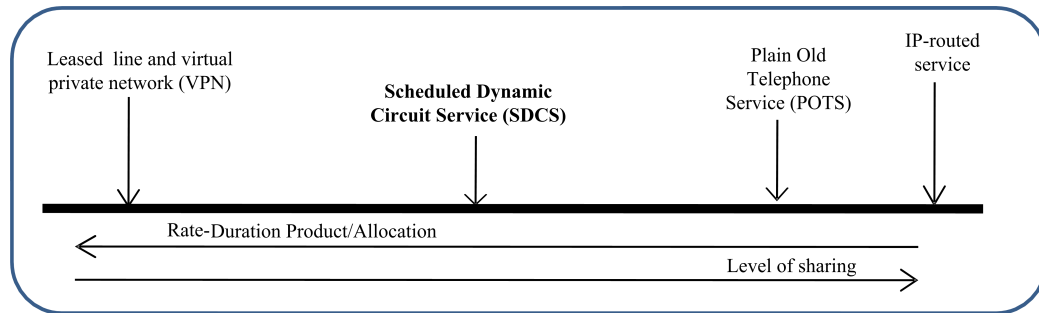 Leased line and virtual
private network (VPN)
Scheduled Dynamic
Circuit Service (SDCS)
Plain Old
Telephone
Service (POTS)
IP-routed
service
Rate-Duration Product/Allocation
Level of sharing